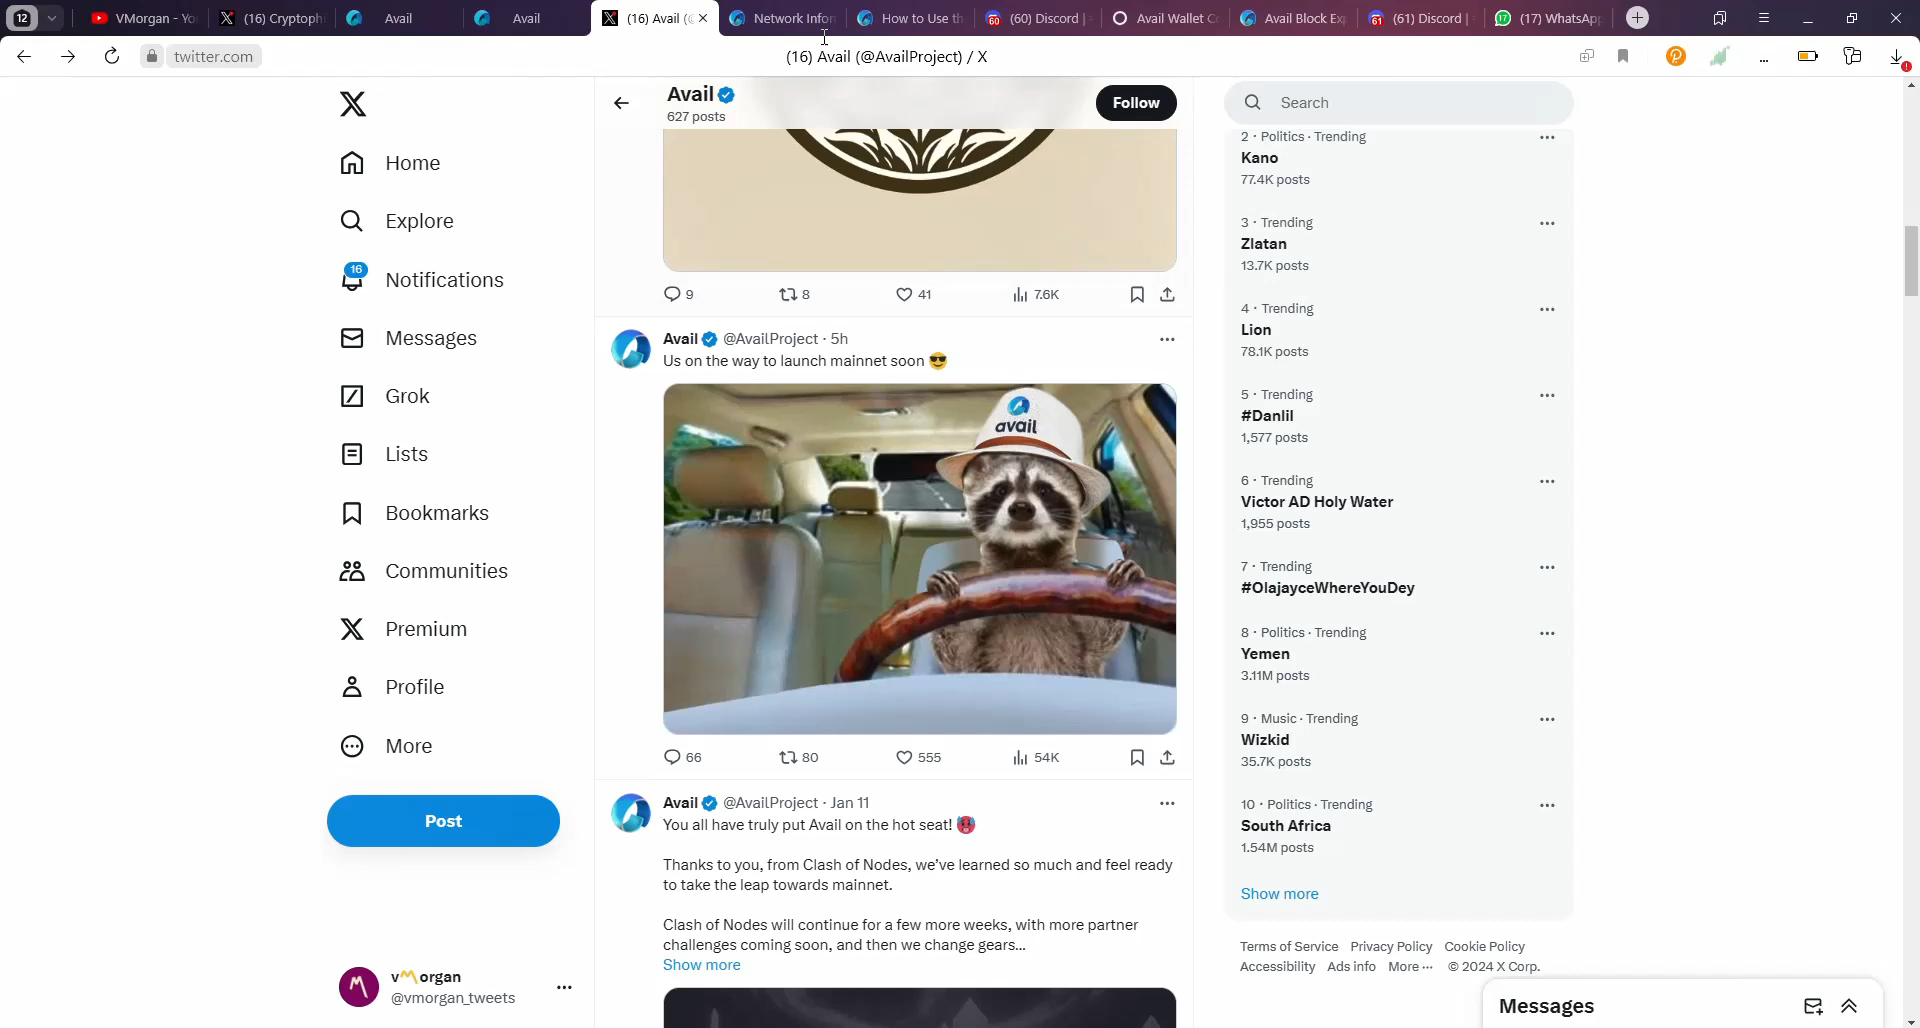 12
VMorgan - Yo
(16) Cryptophi
Avail
Avail
(16) Avail (@
Network Infor
How to Use th
(60) Discord |
Avail Wallet Co
Avail Block Ex
(61) Discord |
(17) WhatsApp
twitter.com
(16) Avail (@AvailProject) / X
Home
Explore
16
Notifications
Messages
Grok
Lists
Bookmarks
Communities
Premium
Profile
More
Post
vorgan
@vmorgan_tweets
Avail
627 posts
Follow
9
8
41
7.6K
Avail @AvailProject · 5h
Us on the way to launch mainnet soon 😎
avail
66
80
555
54K
Avail @AvailProject · Jan 11
You all have truly put Avail on the hot seat! 🥵
Thanks to you, from Clash of Nodes, we’ve learned so much and feel ready
to take the leap towards mainnet.
Clash of Nodes will continue for a few more weeks, with more partner
challenges coming soon, and then we change gears...
Show more
Search
2 · Politics · Trending
Kano
77.4K posts
3 · Trending
Zlatan
13.7K posts
4 · Trending
Lion
78.1K posts
5 · Trending
#Danlil
1,577 posts
6 · Trending
Victor AD Holy Water
1,955 posts
7 · Trending
#OlajayceWhereYouDey
8 · Politics · Trending
Yemen
3.11M posts
9 · Music · Trending
Wizkid
35.7K posts
10 · Politics · Trending
South Africa
1.54M posts
Show more
Terms of Service Privacy Policy Cookie Policy
Accessibility Ads info More ··· © 2024 X Corp.
Messages